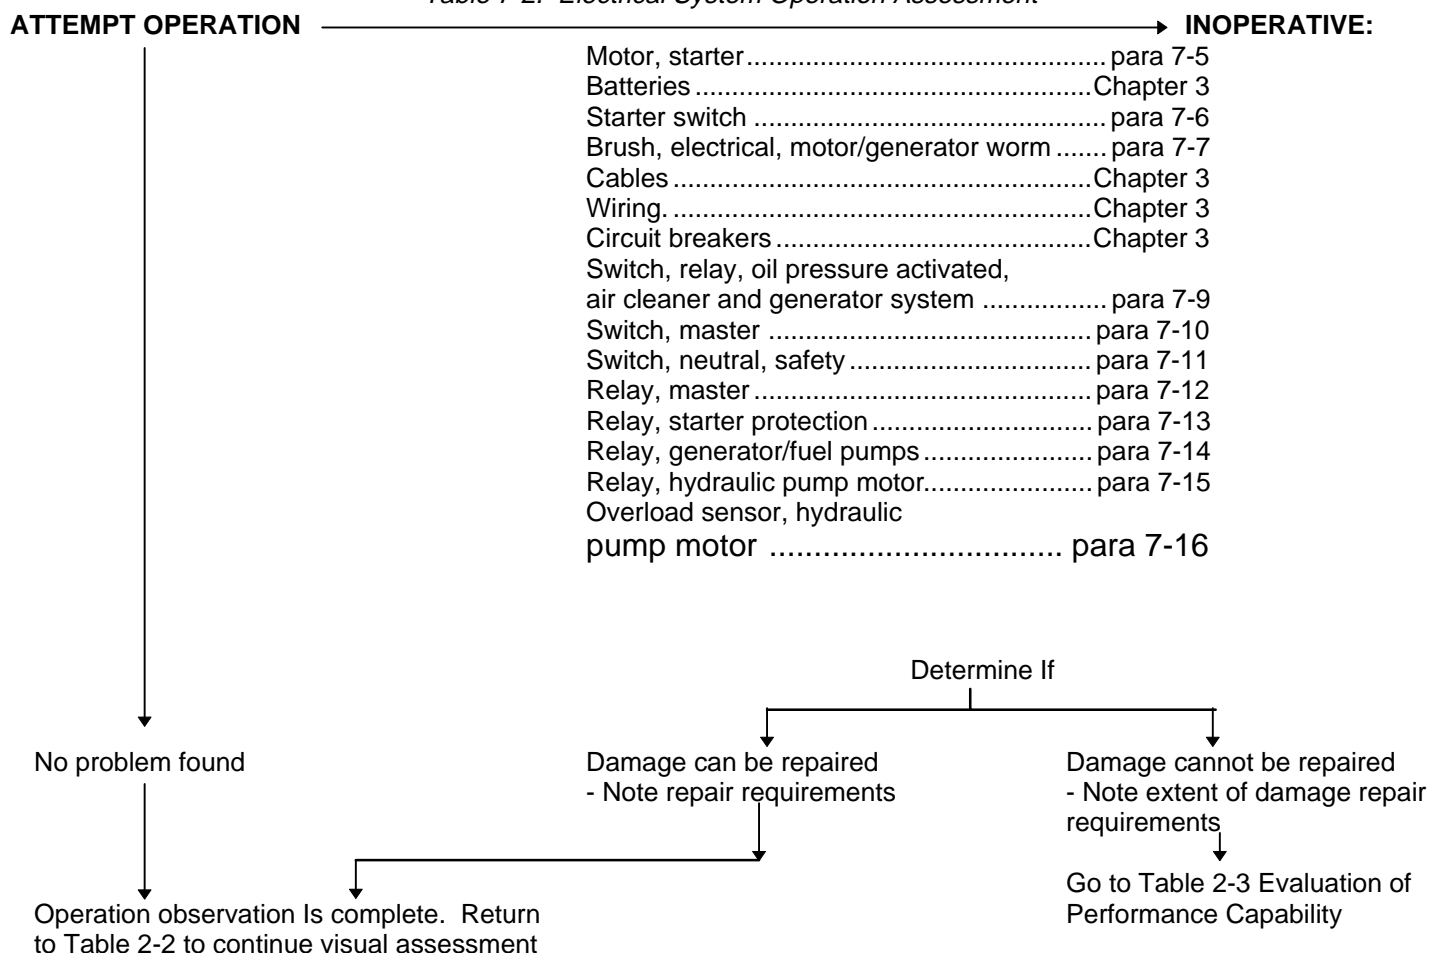 Table 7-2. Electrical System Operation Assessment
ATTEMPT OPERATION INOPERATIVE:
Motor, starter................................................. para 7-5
Batteries ......................................................Chapter 3
Starter switch ................................................ para 7-6
Brush, electrical, motor/generator worm ....... para 7-7
Cables .........................................................Chapter 3
Wiring. .........................................................Chapter 3
Circuit breakers ...........................................Chapter 3
Switch, relay, oil pressure activated,
air cleaner and generator system ................. para 7-9
Switch, master ............................................ para 7-10
Switch, neutral, safety ................................. para 7-11
Relay, master .............................................. para 7-12
Relay, starter protection .............................. para 7-13
Relay, generator/fuel pumps ....................... para 7-14
Relay, hydraulic pump motor....................... para 7-15
Overload sensor, hydraulic
pump motor ................................ para 7-16
Determine If
No problem found
Damage can be repaired
- Note repair requirements
Damage cannot be repaired
- Note extent of damage repair
requirements
Go to Table 2-3 Evaluation of
Performance Capability
Operation observation Is complete. Return
to Table 2-2 to continue visual assessment